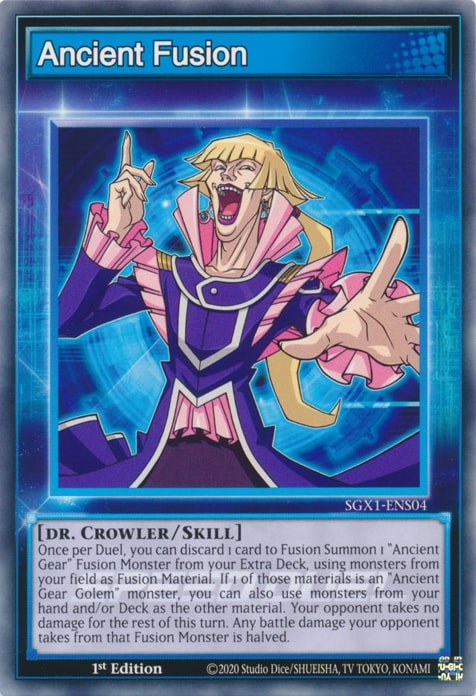 Ancient Fusion
SGX1-ENS04
[DR. CROWLER/SKILL]
Once per Duel, you can discard 1 card to Fusion Summon 1 "Ancient
Gear" Fusion Monster from your Extra Deck, using monsters from
your field as Fusion Material. If 1 of those materials is an "Ancient
Gear Golem" monster, you can also use monsters from your
hand and/or Deck as the other material. Your opponent takes no
damage for the rest of this turn. Any battle damage your opponent
takes from that Fusion Monster is halved.
1st Edition
©2020 Studio Dice/SHUEISHA, TV TOKYO, KONAMI